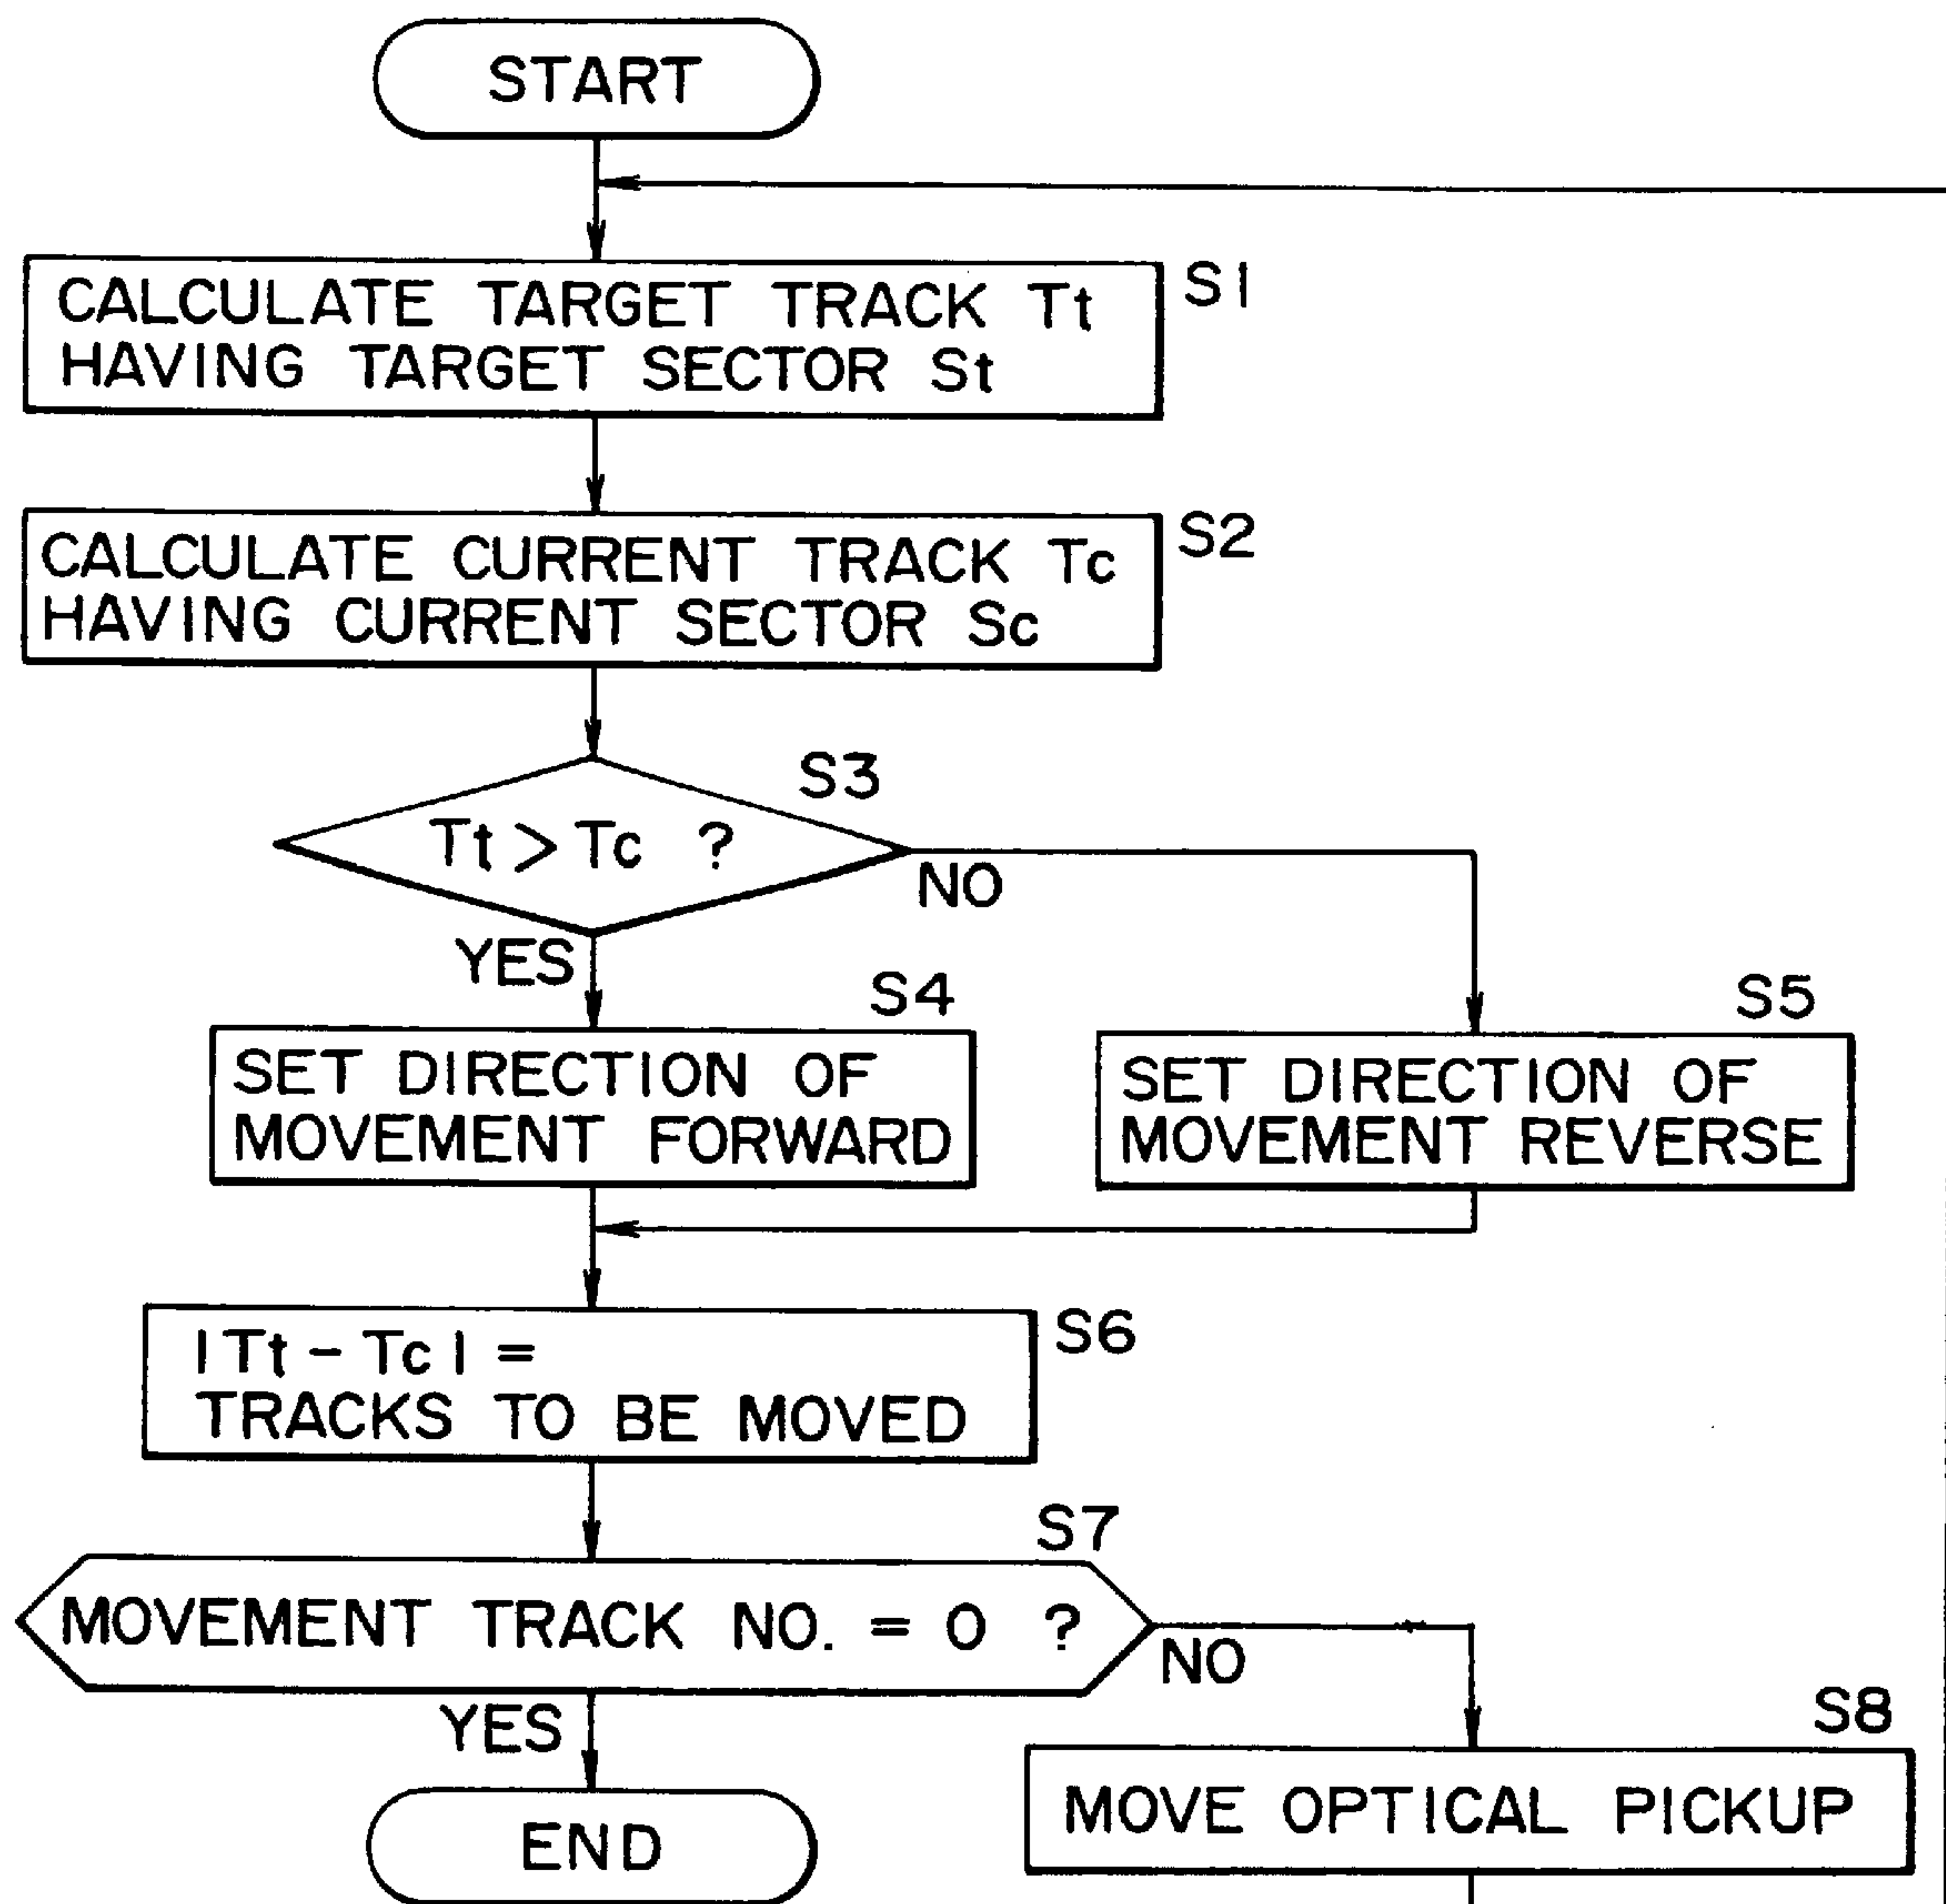 START
CALCULATE TARGET TRACK Tt
HAVING TARGET SECTOR St
S1
CALCULATE CURRENT TRACK Tc
HAVING CURRENT SECTOR Sc
S2
S3
Tt > Tc ?
NO
YES
S4
SET DIRECTION OF
MOVEMENT FORWARD
S5
SET DIRECTION OF
MOVEMENT REVERSE
|Tt - Tc| =
TRACKS TO BE MOVED
S6
S7
MOVEMENT TRACK NO. = 0 ?
NO
YES
S8
MOVE OPTICAL PICKUP
END